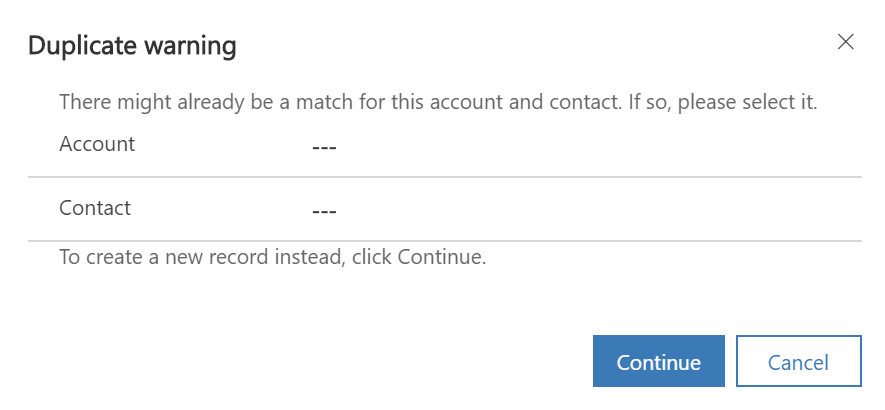 Duplicate warning
There might already be a match for this account and contact. If so, please select it.
Account ---
Contact ---
To create a new record instead, click Continue.
Continue Cancel